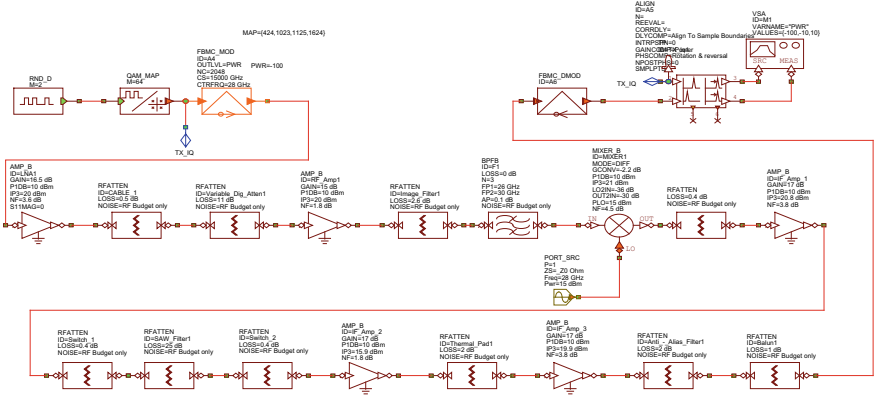 MAP={424,1023,1125,1624}
RND_D
M=2
QAM_MAP
M=64
FBMC_MOD
ID=A4
OUTLVL=PWR
NC=2048
CS=15000 GHz
CTRFRQ=28 GHz
PWR=-100
TX_IQ
FBMC_DMOD
ID=A6
TX_IQ
ALIGN
ID=A5
N=
REEVAL=
CORRDLY=
DLYCOMP=Align To Sample Boundaries
INTRPSPN=0
PHSCOMP=Rotation & reversal
NPOSTPHS=0
SMPLPTS=
1
2
3
4
5
VSA
ID=M1
VARNAME="PWR"
VALUES={-100,-10,10}
SRC MEAS
AMP_B
ID=LNA1
GAIN=16.5 dB
P1DB=10 dBm
IP3=20 dBm
NF=3.6 dB
S11MAG=0
RFATTEN
ID=CABLE_1
LOSS=0.5 dB
NOISE=RF Budget only
RFATTEN
ID=Variable_Dig_Atten1
LOSS=11 dB
NOISE=RF Budget only
AMP_B
ID=RF_Amp1
GAIN=15 dB
P1DB=10 dBm
IP3=20 dBm
NF=1.8 dB
RFATTEN
ID=Image_Filter1
LOSS=2.6 dB
NOISE=RF Budget only
BPFB
ID=F1
LOSS=0 dB
N=3
FP1=26 GHz
FP2=30 GHz
AP=0.1 dB
NOISE=RF Budget only
MIXER_B
ID=MIXER1
MODE=DIFF
GCONV=-2.2 dB
P1DB=10 dBm
IP3=21 dBm
LO2IN=-36 dB
OUT2IN=-30 dB
PLO=15 dBm
NF=4.5 dB
IN
OUT
LO
RFATTEN
LOSS=0.4 dB
NOISE=RF Budget only
AMP_B
ID=IF_Amp_1
GAIN=17 dB
P1DB=10 dBm
IP3=20.8 dBm
NF=3.8 dB
PORT_SRC
P=1
ZS=_Z0 Ohm
Freq=28 GHz
Pwr=15 dBm
RFATTEN
ID=Switch_1
LOSS=0.4 dB
NOISE=RF Budget only
RFATTEN
ID=SAW_Filter1
LOSS=25 dB
NOISE=RF Budget only
RFATTEN
ID=Switch_2
LOSS=0.4 dB
NOISE=RF Budget only
AMP_B
ID=IF_Amp_2
GAIN=17 dB
P1DB=10 dBm
IP3=15.9 dBm
NF=1.8 dB
RFATTEN
ID=Thermal_Pad1
LOSS=2 dB
NOISE=RF Budget only
AMP_B
ID=IF_Amp_3
GAIN=17 dB
P1DB=10 dBm
IP3=19.9 dBm
NF=3.8 dB
RFATTEN
ID=Anti_-_Alias_Filter1
LOSS=2 dB
NOISE=RF Budget only
RFATTEN
ID=Balun1
LOSS=1 dB
NOISE=RF Budget only